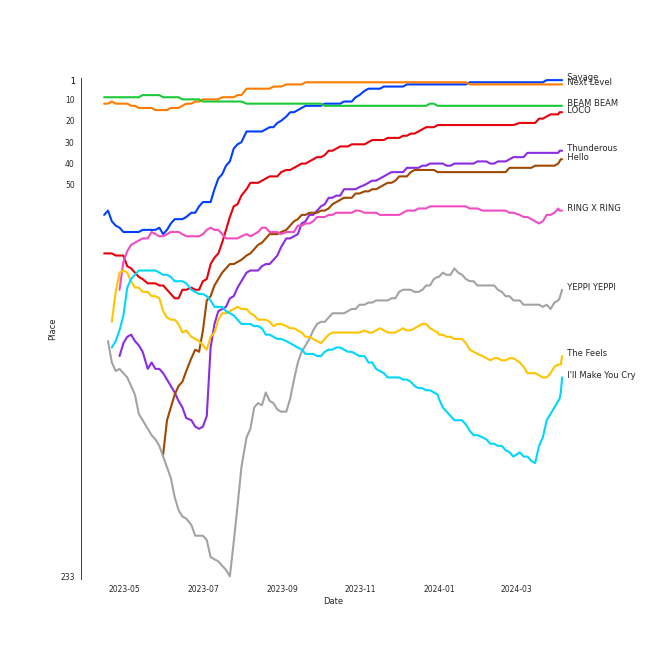 1
10
20
30
40
50
233
Place
2023-05
2023-07
2023-09
2023-11
2024-01
2024-03
Date
Savage
Next Level
BEAM BEAM
LOCO
Thunderous
Hello
RING X RING
YEPPI YEPPI
The Feels
I'll Make You Cry